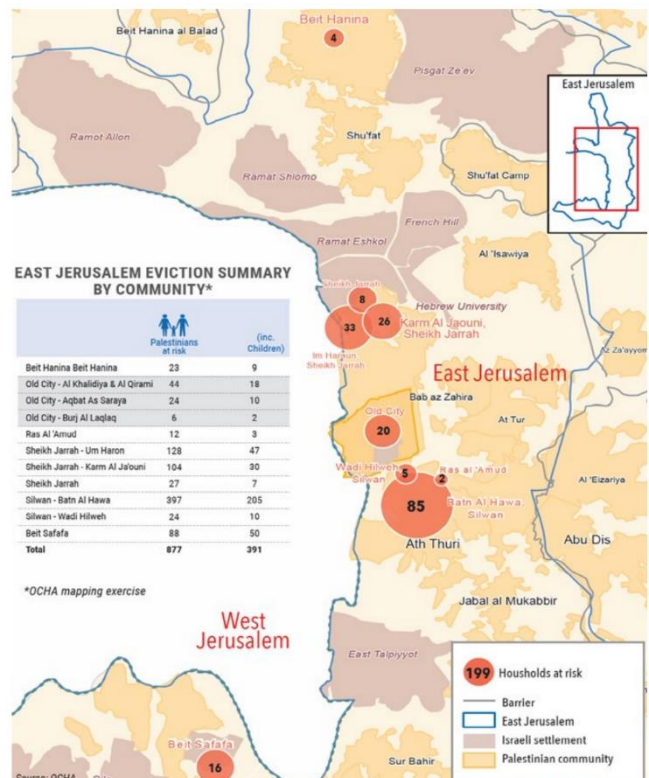 Beit Hanina
4
Beit Hanina al Balad
Pisgat Ze'ev
East Jerusalem
Ramot Allon
Shu'fat
Ramat Shlomo
Shu'fat Camp
French Hill
Ramat Eshkol
Al 'Isawiya
EAST JERUSALEM EVICTION SUMMARY
BY COMMUNITY*
Palestinians
at risk
(inc.
Children)
Beit Hanina Beit Hanina 23 9
Old City - Al Khalidiya & Al Qirami 44 18
Old City - Aqbat As Saraya 24 10
Old City - Burj Al Laqlaq 6 2
Ras Al 'Amud 12 3
Sheikh Jarrah - Um Haron 128 47
Sheikh Jarrah - Karm Al Ja'ouni 104 30
Sheikh Jarrah 27 7
Silwan - Batn Al Hawa 397 205
Silwan - Wadi Hilweh 24 10
Beit Safafa 88 50
Total 877 391
*OCHA mapping exercise
Sheikh Jarrah
8
Hebrew University
33
26
Karm Al Jaouni,
Sheikh Jarrah
Im Haroun
Sheikh Jarrah
Az Za'ayyem
East Jerusalem
Bab az Zahira
Old City
20
At Tur
Wadi Hilweh
Silwan
5
Ras al 'Amud
2
Al 'Eizariya
85
Batn Al Hawa,
Silwan
Ath Thuri
Abu Dis
Jabal al Mukabbir
West
Jerusalem
East Talpiyyot
199 Housholds at risk
Barrier
East Jerusalem
Israeli settlement
Palestinian community
Beit Safafa
16
Sur Bahir
Source: OCHA